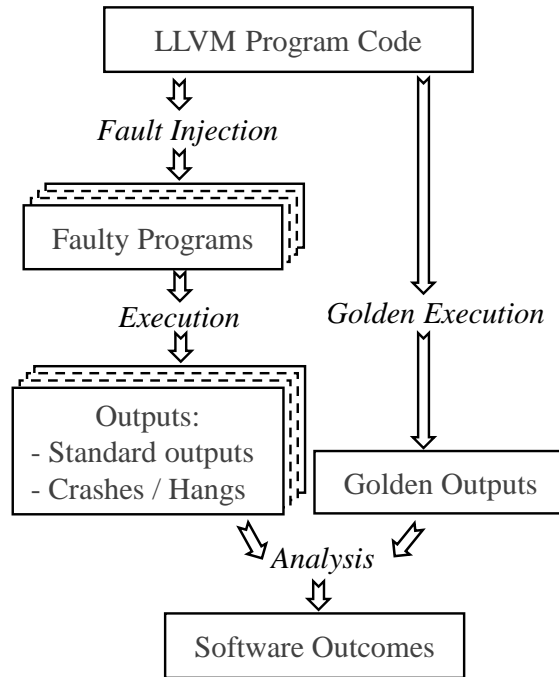 LLVM Program Code
Fault Injection
Faulty Programs
Execution
Golden Execution
Outputs:
- Standard outputs
- Crashes / Hangs
Golden Outputs
Analysis
Software Outcomes